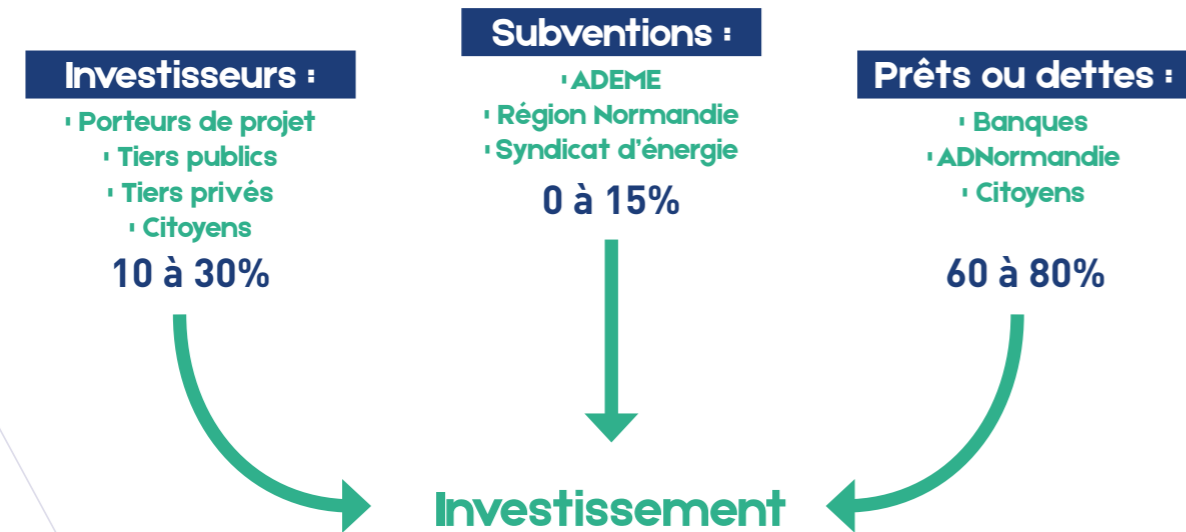 Investisseurs :
Porteurs de projet
Tiers publics
Tiers privés
Citoyens
10 à 30%
Subventions :
ADEME
Région Normandie
Syndicat d'énergie
0 à 15%
Prêts ou dettes :
Banques
ADNormandie
Citoyens
60 à 80%
Investissement